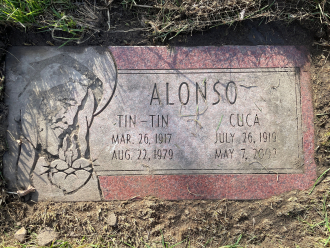 ALONSO
TIN-TIN CUCA
MAR. 26, 1917 JULY 26, 1919
AUG. 22, 1979 MAY 7,